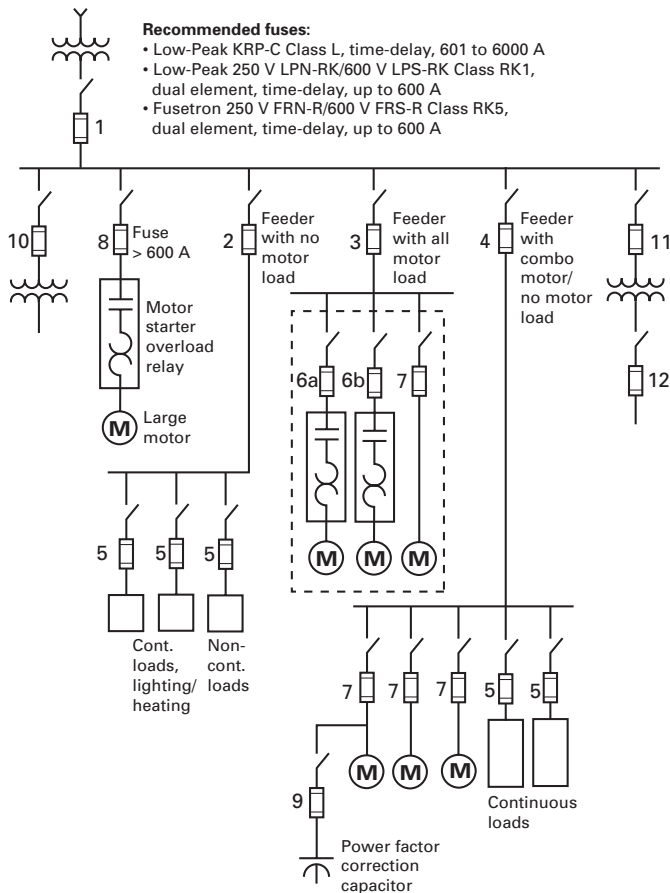 Recommended fuses:
• Low-Peak KRP-C Class L, time-delay, 601 to 6000 A
• Low-Peak 250 V LPN-RK/600 V LPS-RK Class RK1,
dual element, time-delay, up to 600 A
• Fusetron 250 V FRN-R/600 V FRS-R Class RK5,
dual element, time-delay, up to 600 A
1
10
8
Fuse
> 600 A
2
Feeder
with no
motor
load
3
Feeder
with all
motor
load
4
Feeder
with
combo
motor/
no motor
load
11
12
Motor
starter
overload
relay
M
Large
motor
6a
6b
7
M
M
M
5
5
5
Cont.
loads,
lighting/
heating
Non-
cont.
loads
7
7
7
5
5
M
M
M
Continuous
loads
9
Power factor
correction
capacitor